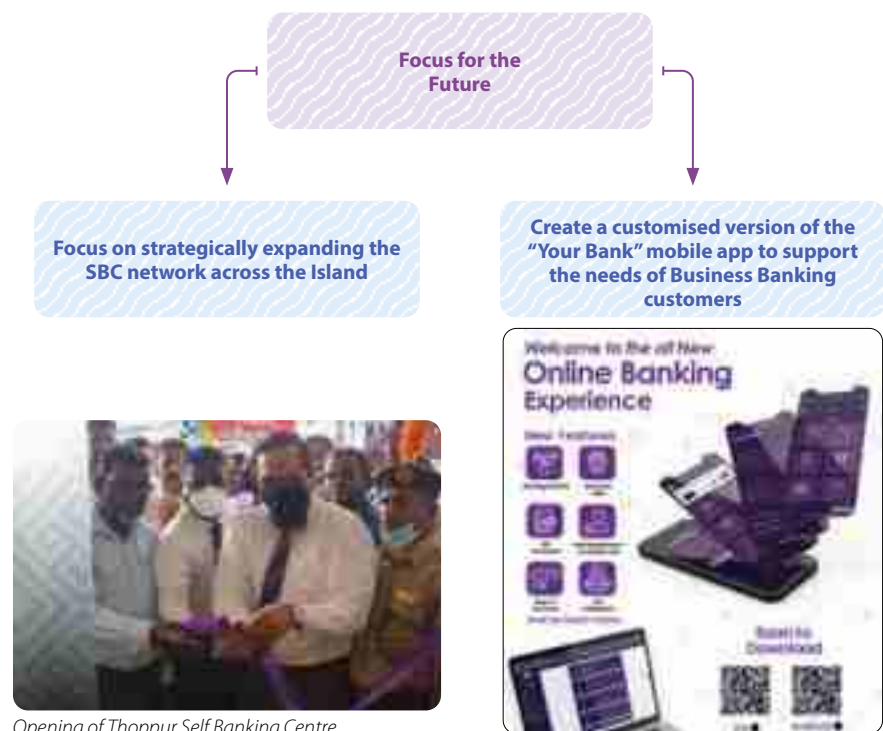 Focus for the
Future
Focus on strategically expanding the
SBC network across the Island
Create a customised version of the
“Your Bank” mobile app to support
the needs of Business Banking
customers
Welcome to the all New
Online Banking
Experience
New Features
Scan to
Download
Opening of Thoppur Self Banking Centre